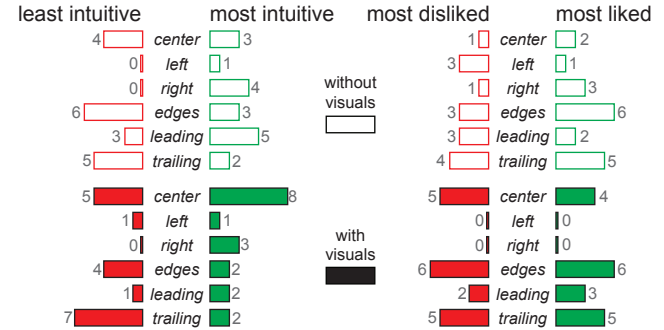 least intuitive most intuitive most disliked most liked
4 center 3 1 center 2
0 left 1 3 left 1
0 right 4 without visuals 1 right 3
6 edges 3 3 edges 6
3 leading 5 3 leading 2
5 trailing 2 4 trailing 5
5 center 8 5 center 4
1 left 1 0 left 0
0 right 3 with visuals 0 right 0
4 edges 2 6 edges 6
1 leading 2 2 leading 3
7 trailing 2 5 trailing 5